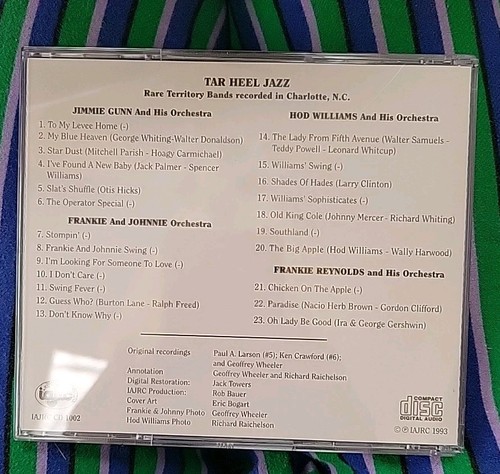 TAR HEEL JAZZ
Rare Territory Bands recorded in Charlotte, N.C.
JIMMIE GUNN And His Orchestra
1. To My Levee Home (-)
2. My Blue Heaven (George Whiting-Walter Donaldson)
3. Star Dust (Mitchell Parish - Hoagy Carmichael)
4. I've Found A New Baby (Jack Palmer - Spencer
Williams)
5. Slat's Shuffle (Otis Hicks)
6. The Operator Special (-)
FRANKIE And JOHNNIE Orchestra
7. Stompin' (-)
8. Frankie And Johnnie Swing (-)
9. I'm Looking For Someone To Love (-)
10. I Don't Care (-)
11. Swing Fever (-)
12. Guess Who? (Burton Lane - Ralph Freed)
13. Don't Know Why (-)
HOD WILLIAMS And His Orchestra
14. The Lady From Fifth Avenue (Walter Samuels -
Teddy Powell - Leonard Whitcup)
15. Williams' Swing (-)
16. Shades Of Hades (Larry Clinton)
17. Williams' Sophisticates (-)
18. Old King Cole (Johnny Mercer - Richard Whiting)
19. Southland (-)
20. The Big Apple (Hod Williams - Wally Harwood)
FRANKIE REYNOLDS and His Orchestra
21. Chicken On The Apple (-)
22. Paradise (Nacio Herb Brown - Gordon Clifford)
23. Oh Lady Be Good (Ira & George Gershwin)
Original recordings Paul A. Larson (#5); Ken Crawford (#6);
and Geoffrey Wheeler
Annotation Geoffrey Wheeler and Richard Raichelson
Digital Restoration: Jack Towers
IAJRC Production: Rob Bauer
Cover Art Eric Bogart
Frankie & Johnny Photo Geoffrey Wheeler
Hod Williams Photo Richard Raichelson
iajrc
IAJRC CD 1002
COMPACT
disc
DIGITAL AUDIO
© ℗ IAJRC 1993